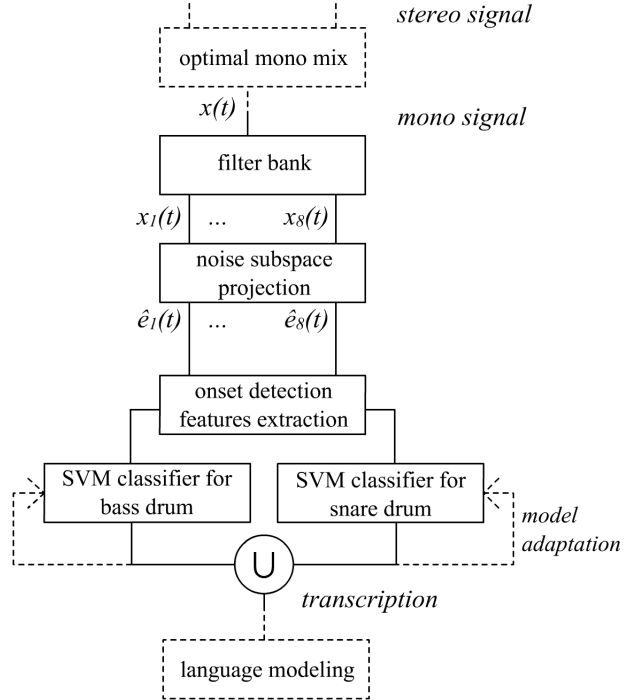 stereo signal
optimal mono mix
x(t)
mono signal
filter bank
x₁(t) ... x₈(t)
noise subspace
projection
ê₁(t) ... ê₈(t)
onset detection
features extraction
SVM classifier for
bass drum
SVM classifier for
snare drum
model
adaptation
U
transcription
language modeling